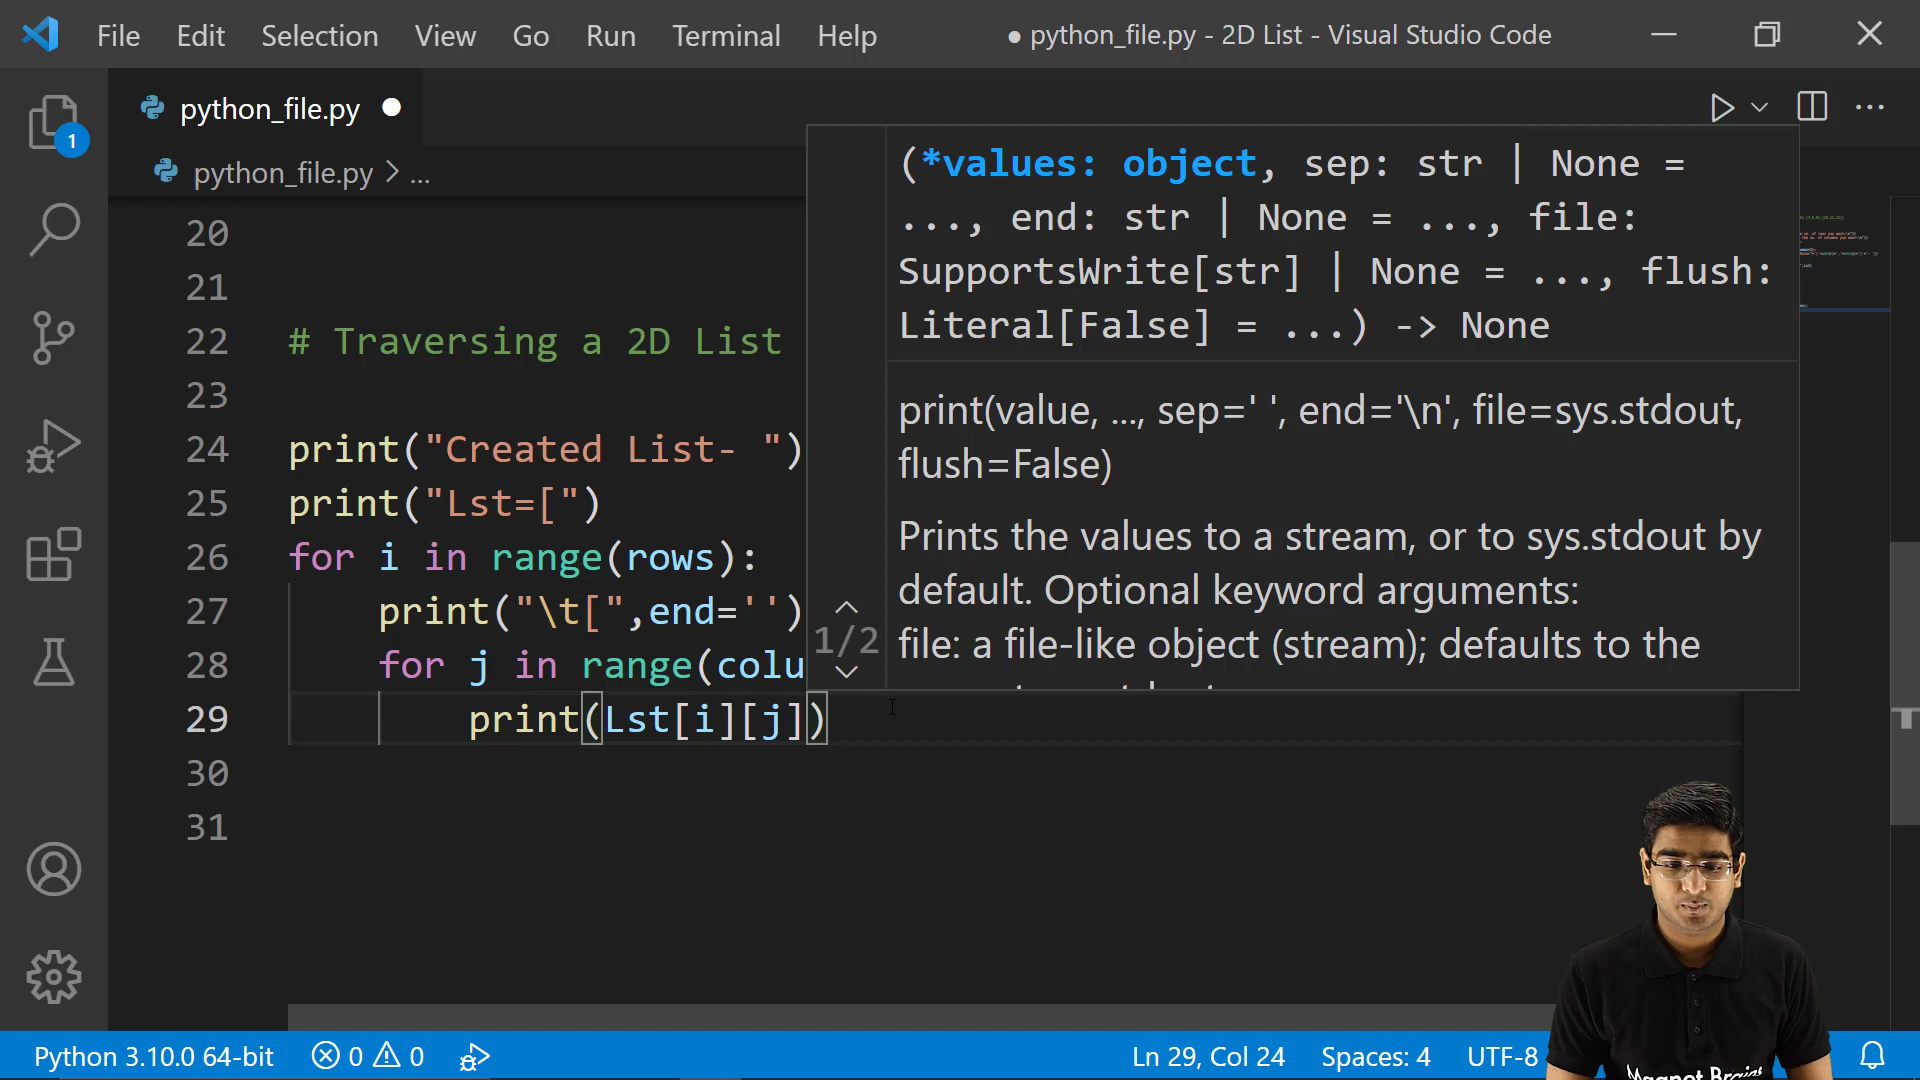 File Edit Selection View Go Run Terminal Help ● python_file.py - 2D List - Visual Studio Code
python_file.py ●
python_file.py > ...
1
20
21
22 # Traversing a 2D List
23
24 print("Created List- ")
25 print("Lst=[")
26 for i in range(rows):
27 print("\t[",end='')
28 for j in range(colu
29 print(Lst[i][j])
30
31
(*values: object, sep: str | None =
..., end: str | None = ..., file:
SupportsWrite[str] | None = ..., flush:
Literal[False] = ...) -> None
print(value, ..., sep=' ', end='\n', file=sys.stdout,
flush=False)
Prints the values to a stream, or to sys.stdout by
default. Optional keyword arguments:
file: a file-like object (stream); defaults to the
1/2
Python 3.10.0 64-bit 0 0 Ln 29, Col 24 Spaces: 4 UTF-8
Magnet Brains